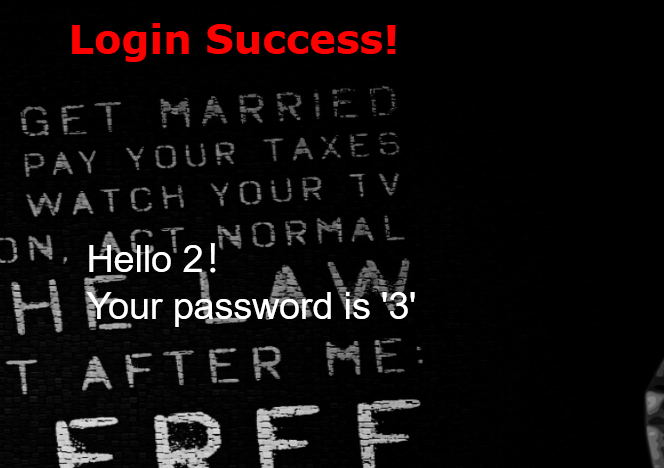 Login Success!
GET MARRIED
PAY YOUR TAXES
WATCH YOUR TV
ON, ACT NORMAL
Hello 2!
HE LAW
Your password is '3'
T AFTER ME:
FREE